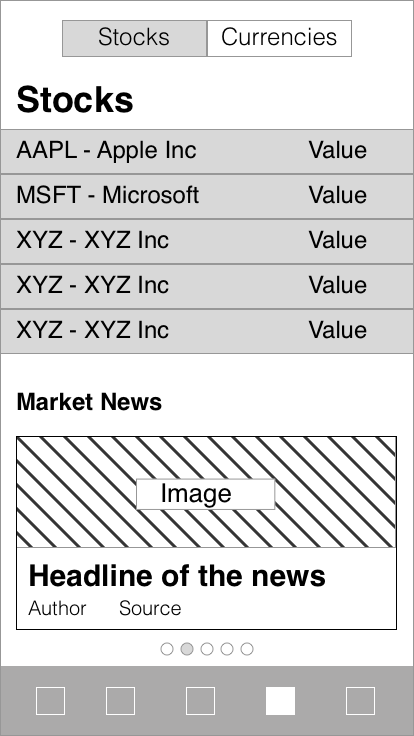 Stocks Currencies
Stocks
AAPL - Apple Inc Value
MSFT - Microsoft Value
XYZ - XYZ Inc Value
XYZ - XYZ Inc Value
XYZ - XYZ Inc Value
Market News
Image
Headline of the news
Author Source